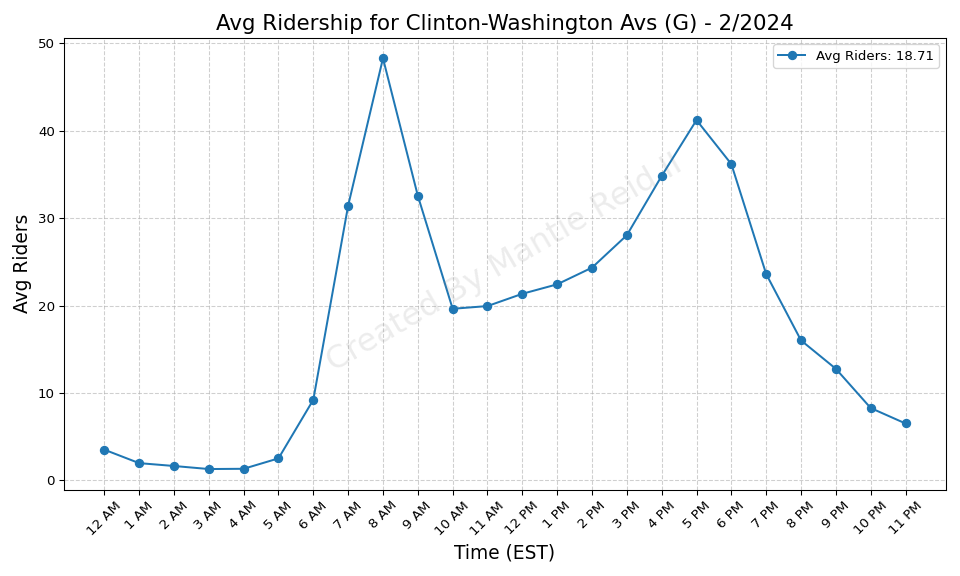 Avg Ridership for Clinton-Washington Avs (G) - 2/2024
Avg Riders: 18.71
50
40
30
20
10
0
Avg Riders
Created By Mantie Reid II
12 AM
1 AM
2 AM
3 AM
4 AM
5 AM
6 AM
7 AM
8 AM
9 AM
10 AM
11 AM
12 PM
1 PM
2 PM
3 PM
4 PM
5 PM
6 PM
7 PM
8 PM
9 PM
10 PM
11 PM
Time (EST)